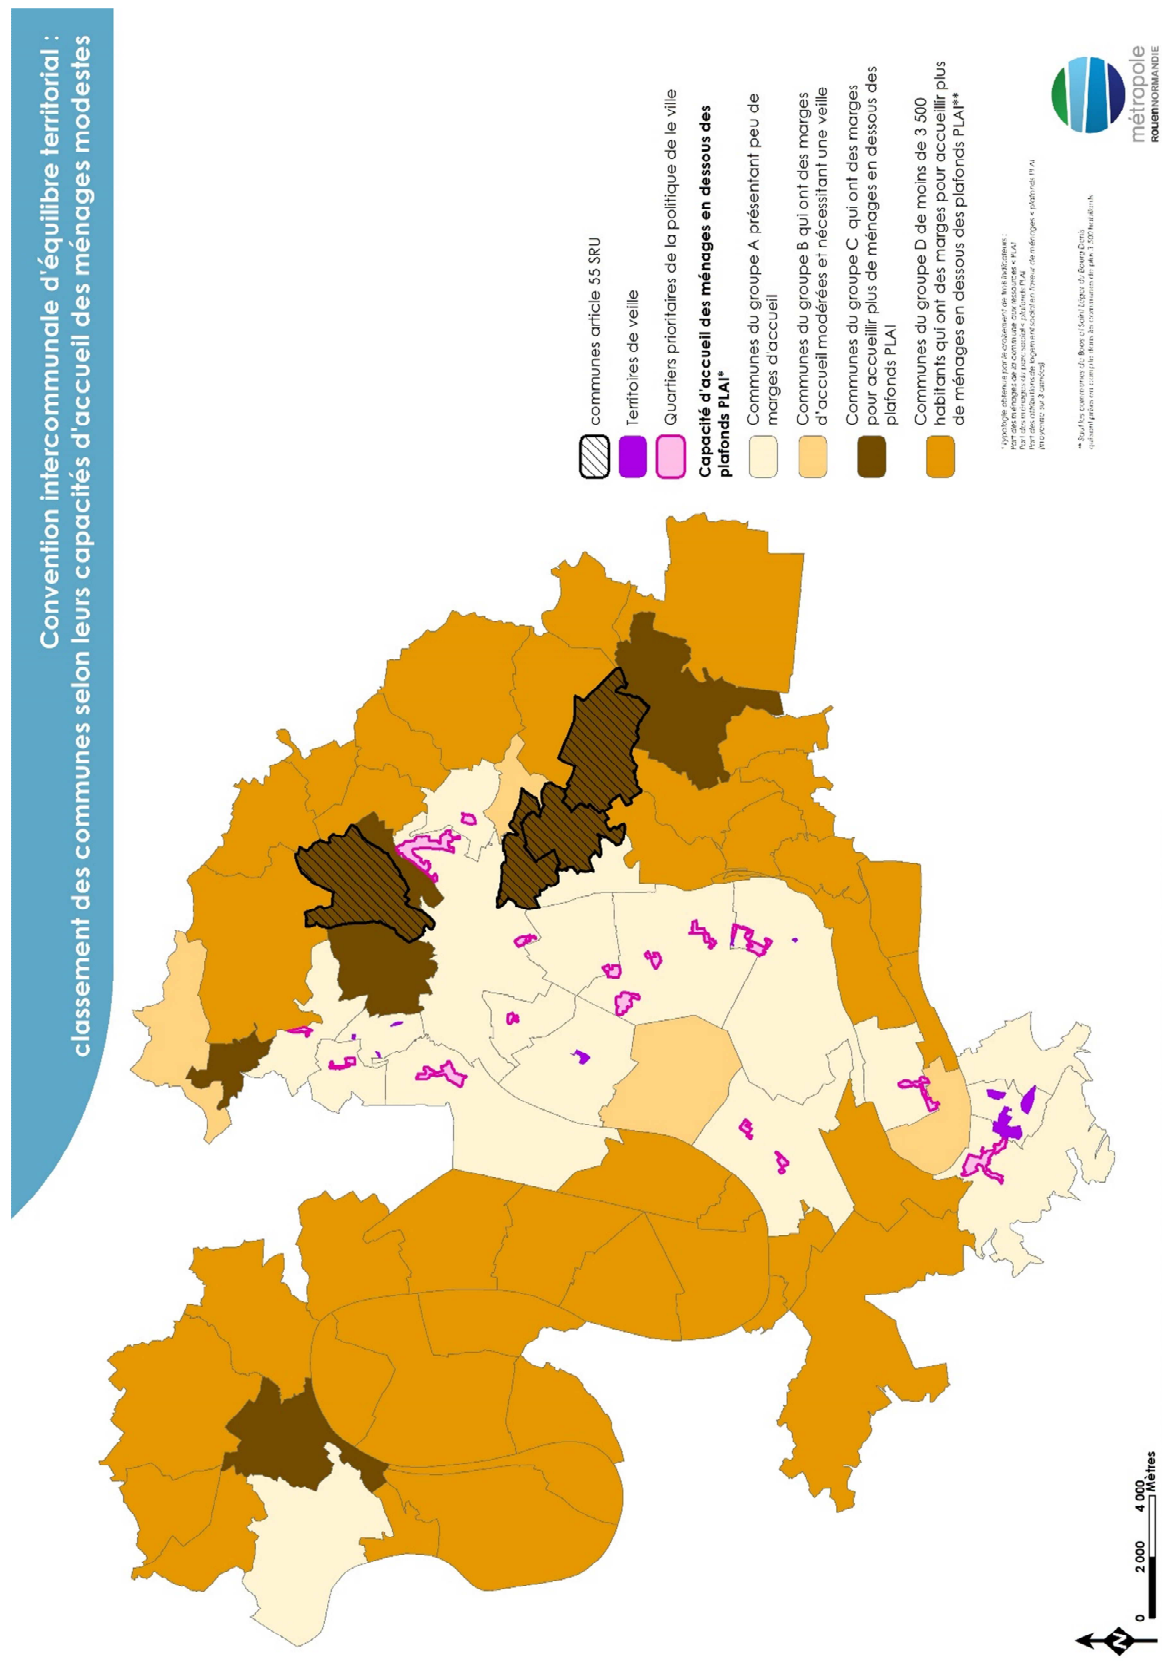 Convention intercommunale d'équilibre territorial :
classement des communes selon leurs capacités d'accueil des ménages modestes
communes article 55 SRU
Territoires de veille
Quartiers prioritaires de la politique de le ville
Capacité d'accueil des ménages en dessous des
plafonds PLAI*
Communes du groupe A présentant peu de
marges d'accueil
Communes du groupe B qui ont des marges
d'accueil modérées et nécessitant une veille
Communes du groupe C qui ont des marges
pour accueillir plus de ménages en dessous des
plafonds PLAI
Communes du groupe D de moins de 3 500
habitants qui ont des marges pour accueillir plus
de ménages en dessous des plafonds PLAI**
métropole
ROUENNORMANDIE
N
0 2 000 4 000
Mètres